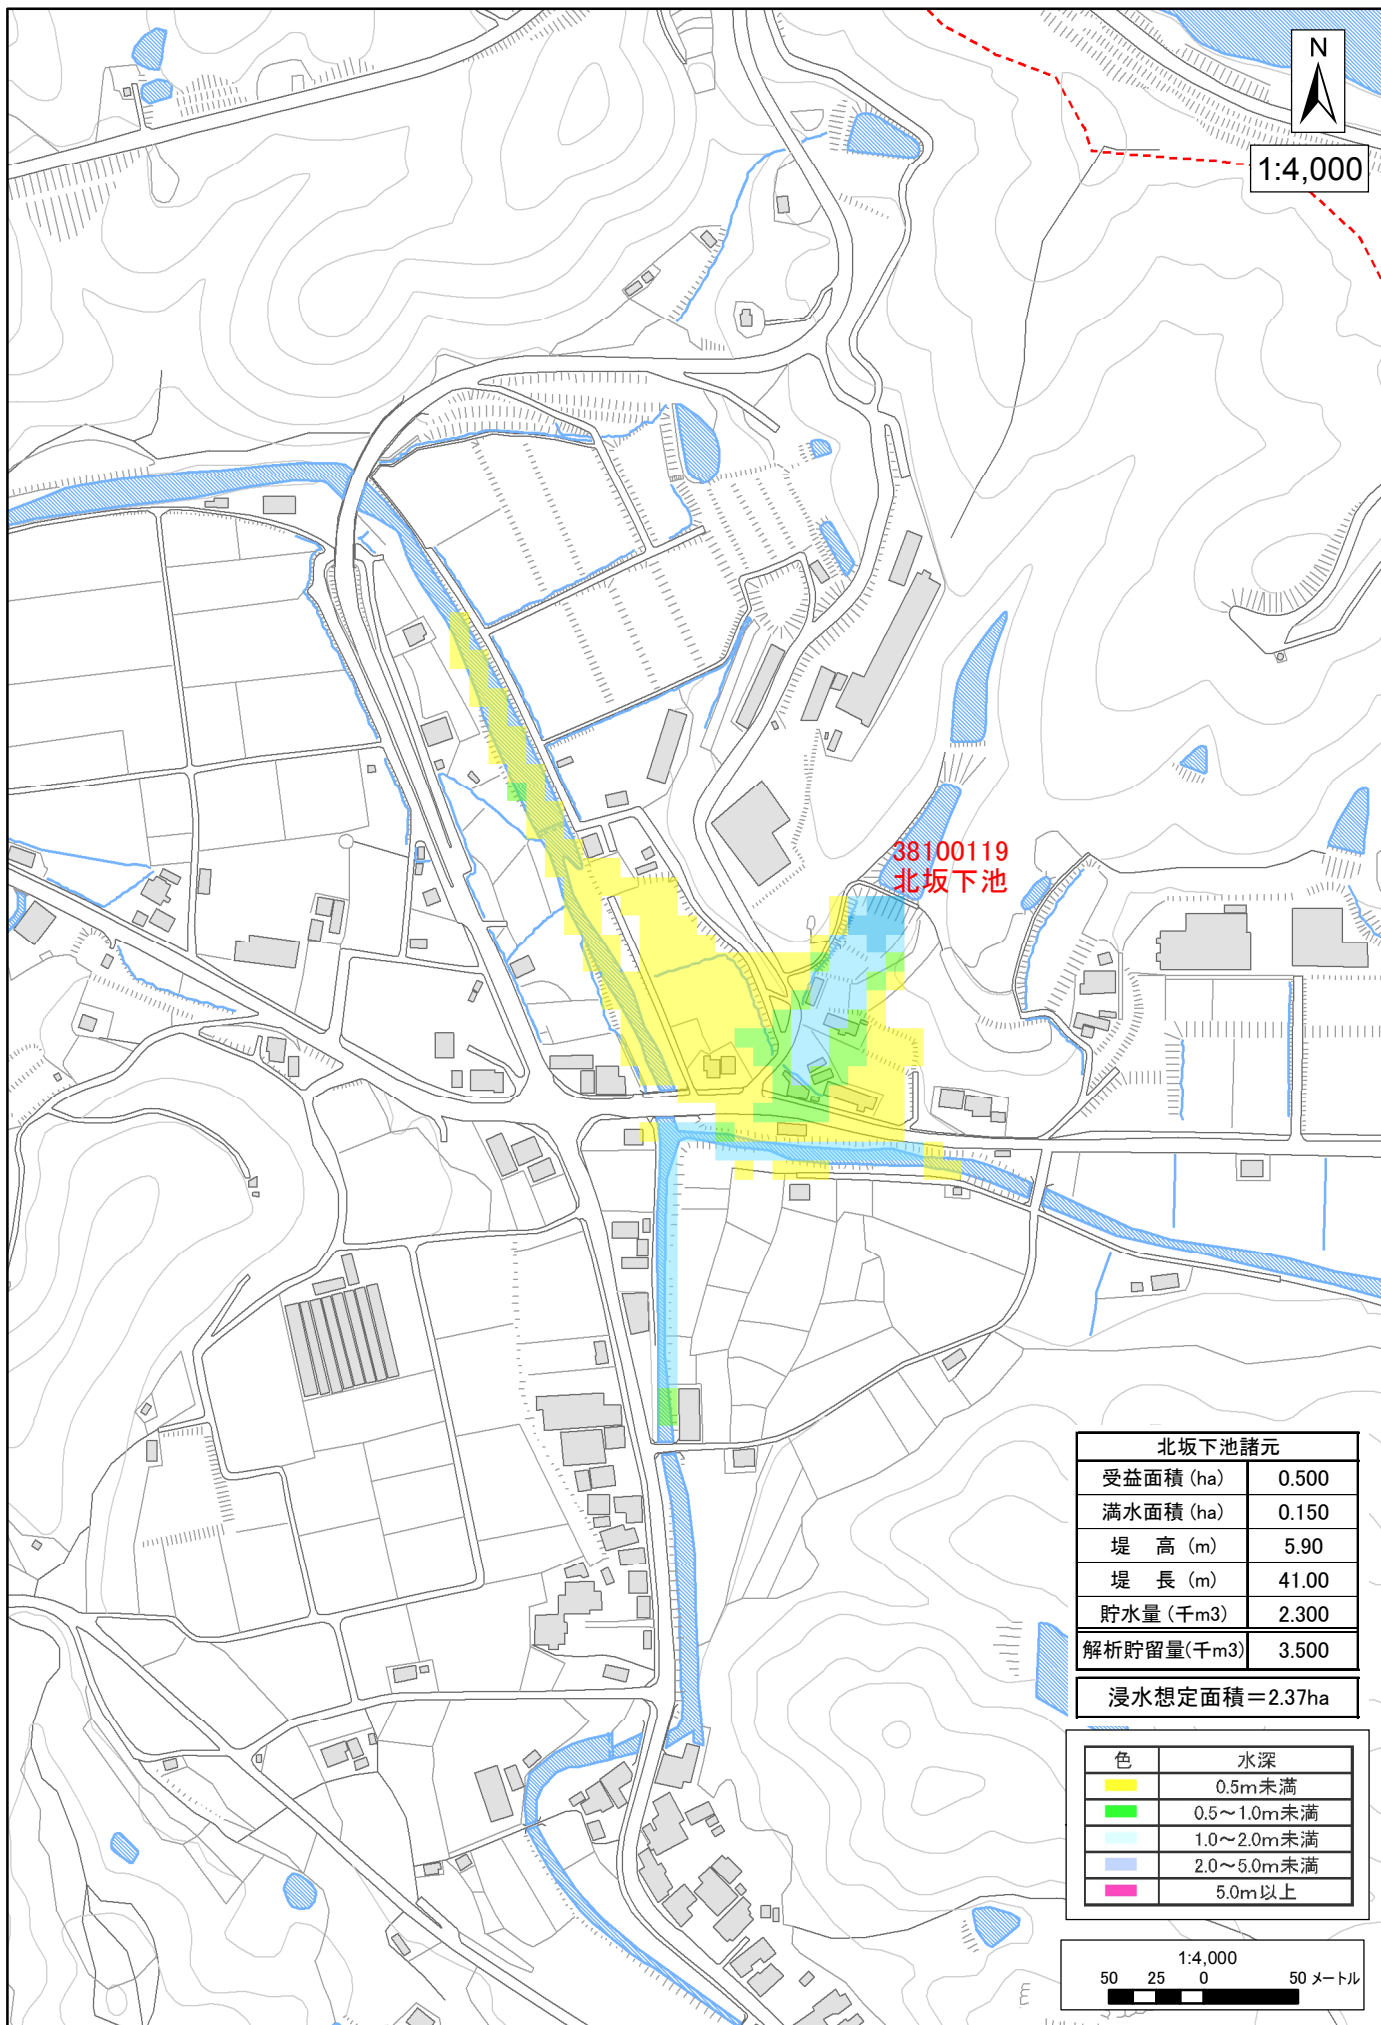 N
1:4,000
38100119
北坂下池
北坂下池諸元
受益面積(ha) 0.500
満水面積(ha) 0.150
堤　高(m) 5.90
堤　長(m) 41.00
貯水量(千m3) 2.300
解析貯留量(千m3) 3.500
浸水想定面積＝2.37ha
色 水深
0.5m未満
0.5～1.0m未満
1.0～2.0m未満
2.0～5.0m未満
5.0m以上
1:4,000
50 25 0 50 メートル